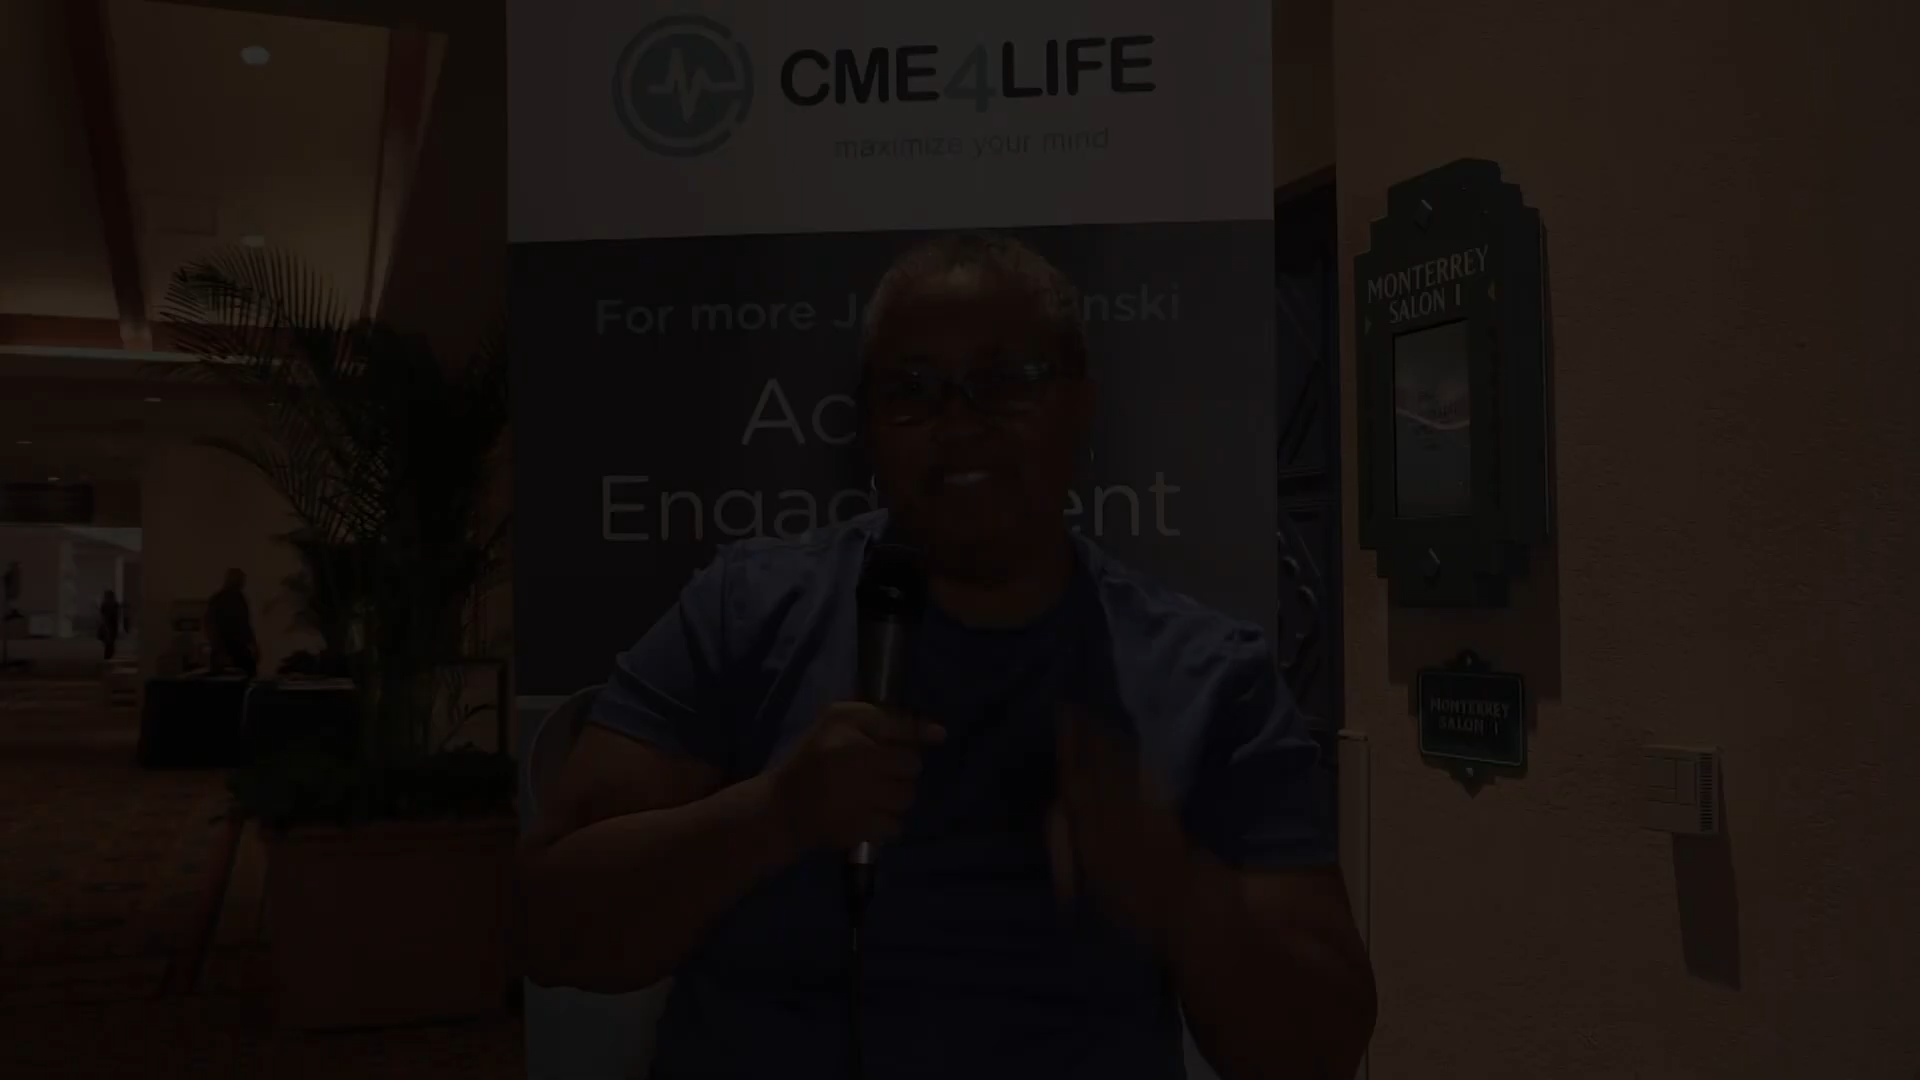 CME4LIFE
maximize your mind
For more J nski
Ac
Engag ent
MONTERREY
SALON I
MONTERREY
SALON I